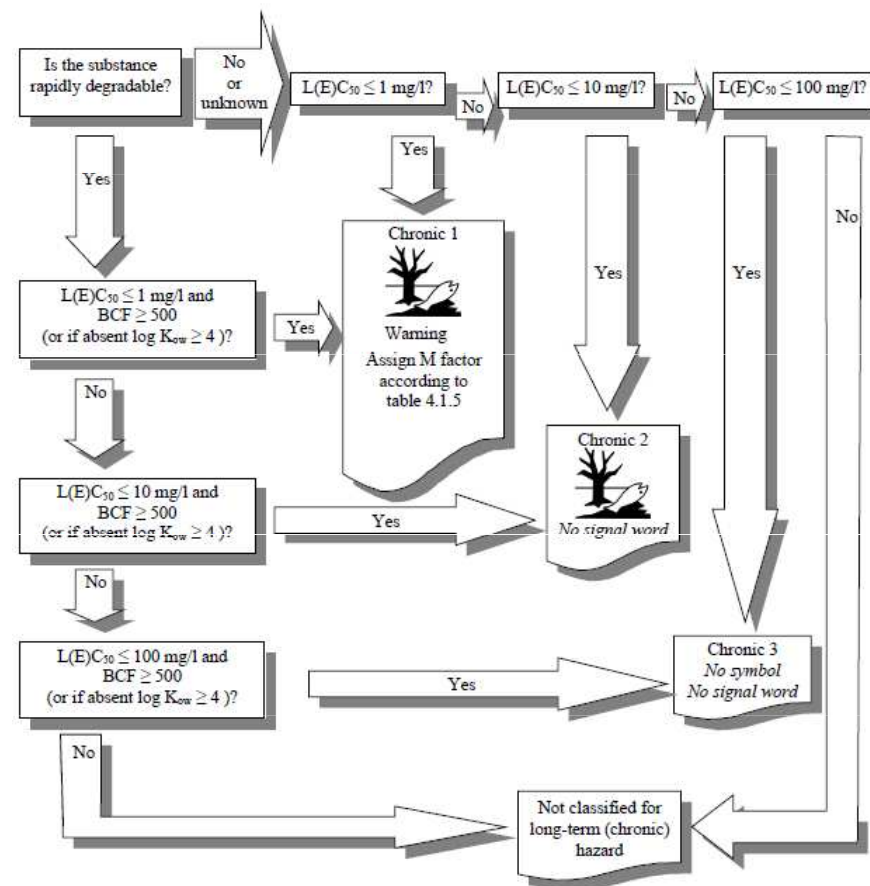 Is the substance
rapidly degradable?
No
or
unknown
L(E)C₅₀ ≤ 1 mg/l?
No
L(E)C₅₀ ≤ 10 mg/l?
No
L(E)C₅₀ ≤ 100 mg/l?
Yes
Yes
Yes
Yes
No
Chronic 1
Warning
Assign M factor
according to
table 4.1.5
L(E)C₅₀ ≤ 1 mg/l and
BCF ≥ 500
(or if absent log Kₒw ≥ 4 )?
Yes
No
Chronic 2
No signal word
L(E)C₅₀ ≤ 10 mg/l and
BCF ≥ 500
(or if absent log Kₒw ≥ 4 )?
Yes
No
L(E)C₅₀ ≤ 100 mg/l and
BCF ≥ 500
(or if absent log Kₒw ≥ 4 )?
Yes
Chronic 3
No symbol
No signal word
No
Not classified for
long-term (chronic)
hazard